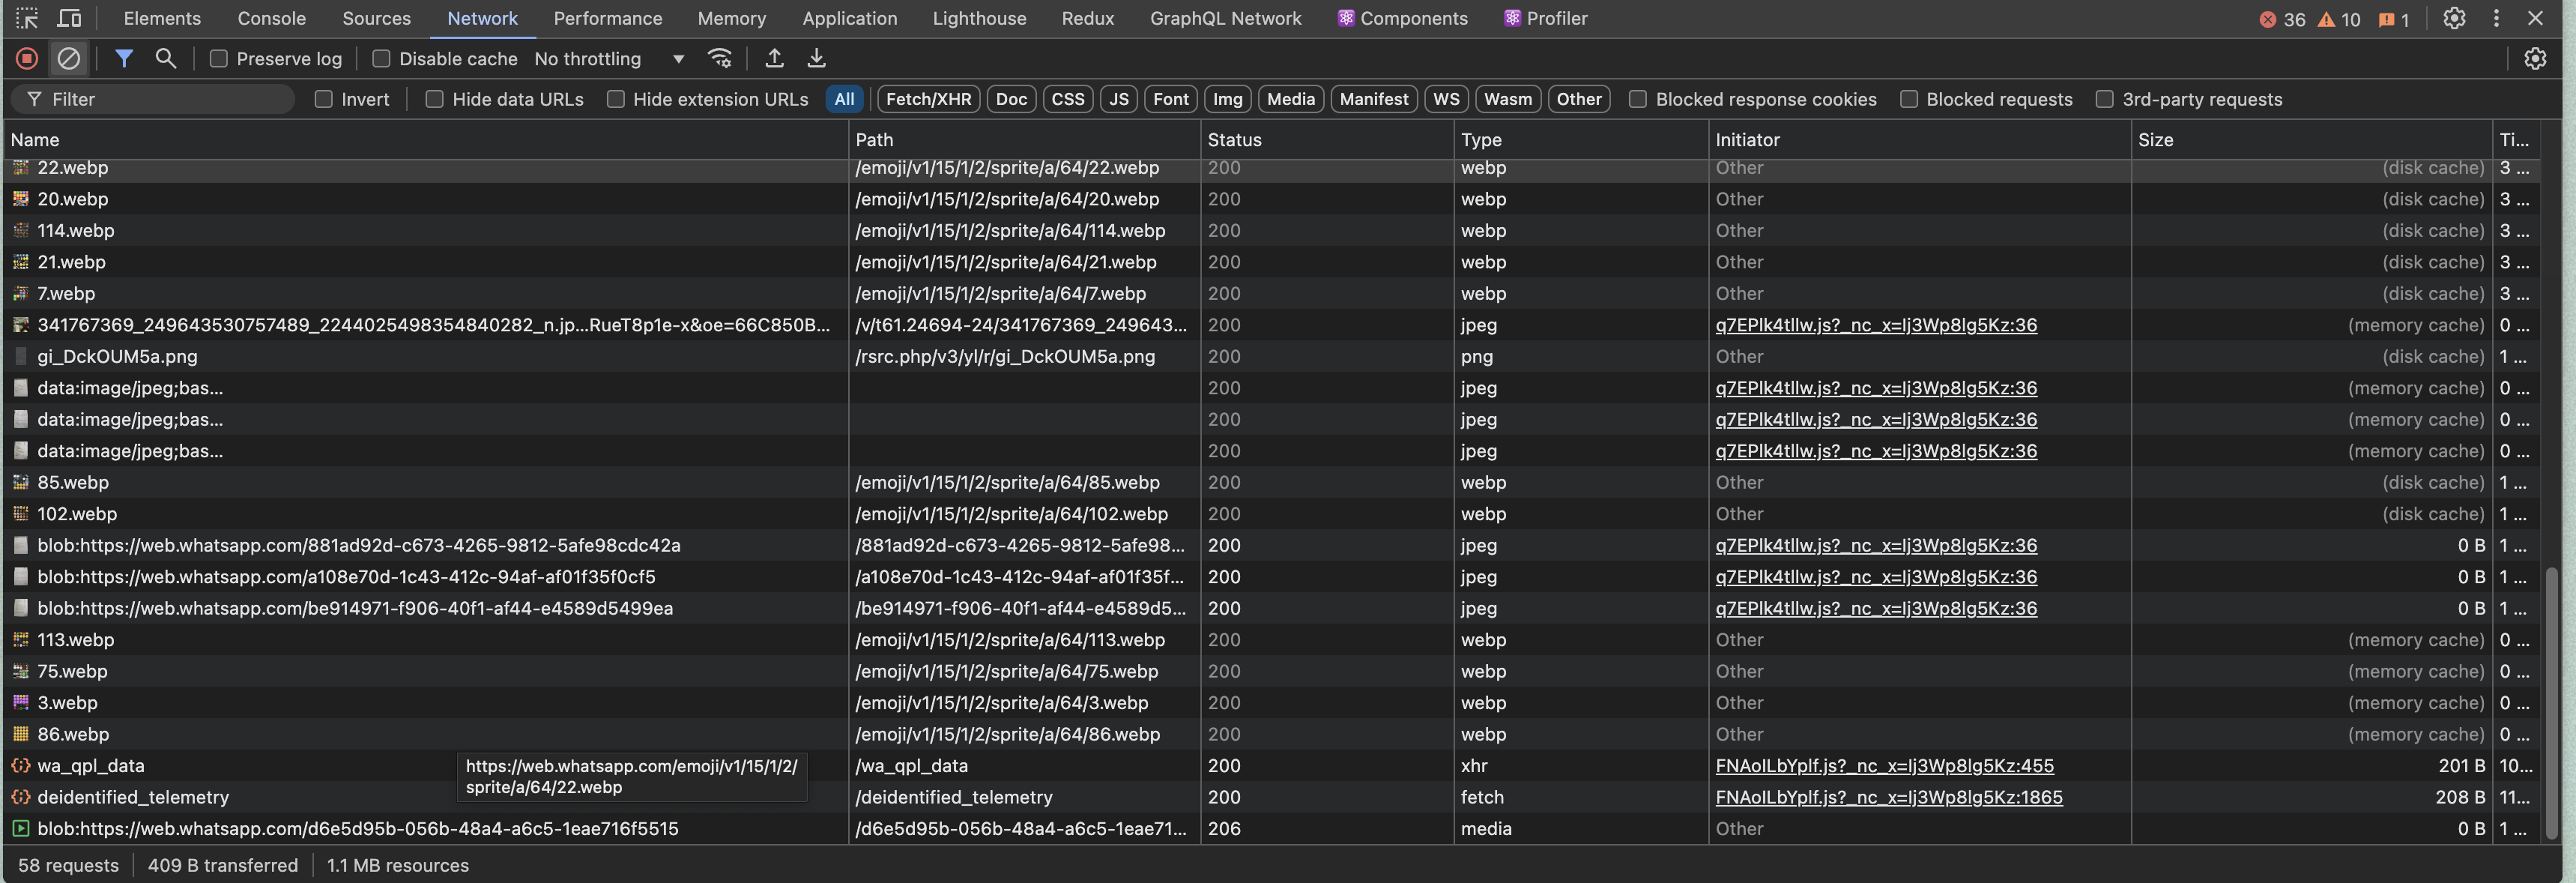 Elements Console Sources Network Performance Memory Application Lighthouse Redux GraphQL Network Components Profiler 36 10 1
Preserve log Disable cache No throttling
Filter Invert Hide data URLs Hide extension URLs All Fetch/XHR Doc CSS JS Font Img Media Manifest WS Wasm Other Blocked response cookies Blocked requests 3rd-party requests
Name Path Status Type Initiator Size Ti...
22.webp /emoji/v1/15/1/2/sprite/a/64/22.webp 200 webp Other (disk cache) 3 ...
20.webp /emoji/v1/15/1/2/sprite/a/64/20.webp 200 webp Other (disk cache) 3 ...
114.webp /emoji/v1/15/1/2/sprite/a/64/114.webp 200 webp Other (disk cache) 3 ...
21.webp /emoji/v1/15/1/2/sprite/a/64/21.webp 200 webp Other (disk cache) 3 ...
7.webp /emoji/v1/15/1/2/sprite/a/64/7.webp 200 webp Other (disk cache) 3 ...
341767369_249643530757489_2244025498354840282_n.jp...RueT8p1e-x&oe=66C850B... /v/t61.24694-24/341767369_249643... 200 jpeg q7EPlk4tllw.js?_nc_x=Ij3Wp8lg5Kz:36 (memory cache) 0 ...
gi_DckOUM5a.png /rsrc.php/v3/yl/r/gi_DckOUM5a.png 200 png Other (disk cache) 1 ...
data:image/jpeg;bas... 200 jpeg q7EPlk4tllw.js?_nc_x=Ij3Wp8lg5Kz:36 (memory cache) 0 ...
data:image/jpeg;bas... 200 jpeg q7EPlk4tllw.js?_nc_x=Ij3Wp8lg5Kz:36 (memory cache) 0 ...
data:image/jpeg;bas... 200 jpeg q7EPlk4tllw.js?_nc_x=Ij3Wp8lg5Kz:36 (memory cache) 0 ...
85.webp /emoji/v1/15/1/2/sprite/a/64/85.webp 200 webp Other (disk cache) 1 ...
102.webp /emoji/v1/15/1/2/sprite/a/64/102.webp 200 webp Other (disk cache) 1 ...
blob:https://web.whatsapp.com/881ad92d-c673-4265-9812-5afe98cdc42a /881ad92d-c673-4265-9812-5afe98... 200 jpeg q7EPlk4tllw.js?_nc_x=Ij3Wp8lg5Kz:36 0 B 1 ...
blob:https://web.whatsapp.com/a108e70d-1c43-412c-94af-af01f35f0cf5 /a108e70d-1c43-412c-94af-af01f35f... 200 jpeg q7EPlk4tllw.js?_nc_x=Ij3Wp8lg5Kz:36 0 B 1 ...
blob:https://web.whatsapp.com/be914971-f906-40f1-af44-e4589d5499ea /be914971-f906-40f1-af44-e4589d5... 200 jpeg q7EPlk4tllw.js?_nc_x=Ij3Wp8lg5Kz:36 0 B 1 ...
113.webp /emoji/v1/15/1/2/sprite/a/64/113.webp 200 webp Other (memory cache) 0 ...
75.webp /emoji/v1/15/1/2/sprite/a/64/75.webp 200 webp Other (memory cache) 0 ...
3.webp /emoji/v1/15/1/2/sprite/a/64/3.webp 200 webp Other (memory cache) 0 ...
86.webp /emoji/v1/15/1/2/sprite/a/64/86.webp 200 webp Other (memory cache) 0 ...
wa_qpl_data /wa_qpl_data 200 xhr FNAolLbYplf.js?_nc_x=Ij3Wp8lg5Kz:455 201 B 10...
https://web.whatsapp.com/emoji/v1/15/1/2/
sprite/a/64/22.webp
deidentified_telemetry /deidentified_telemetry 200 fetch FNAolLbYplf.js?_nc_x=Ij3Wp8lg5Kz:1865 208 B 11...
blob:https://web.whatsapp.com/d6e5d95b-056b-48a4-a6c5-1eae716f5515 /d6e5d95b-056b-48a4-a6c5-1eae71... 206 media Other 0 B 1 ...
58 requests 409 B transferred 1.1 MB resources